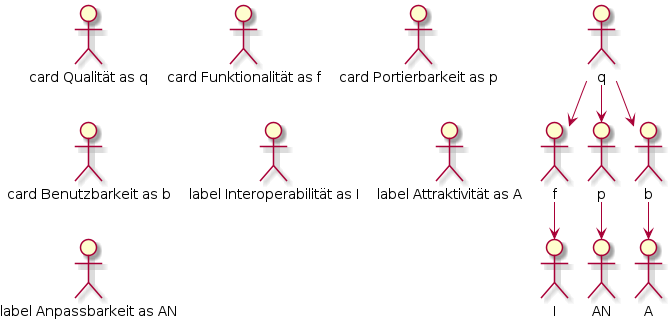 card Qualität as q
card Funktionalität as f
card Portierbarkeit as p
q
card Benutzbarkeit as b
label Interoperabilität as I
label Attraktivität as A
f
p
b
label Anpassbarkeit as AN
I
AN
A